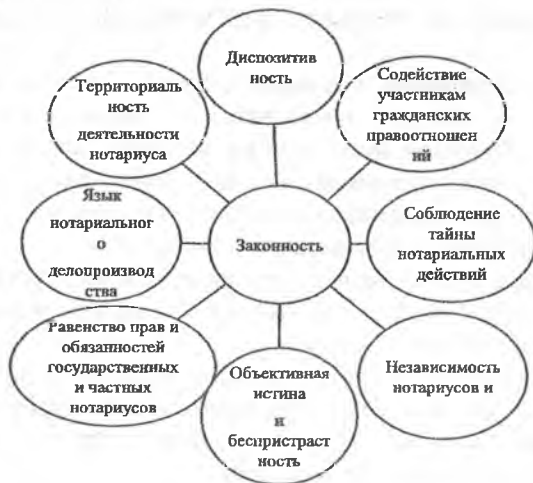 Диспозитив
ность
Содействие
участникам
гражданских
правоотношен
ий
Соблюдение
тайны
нотариальных
действий
Независимость
нотариусов и
Объективная
истина
и
беспристраст
ность
Равенство прав и
обязанностей
государственных
и частных
нотариусов
Язык
нотариальног
о
делопроизвод
ства
Территориаль
ность
деятельности
нотариуса
Законность